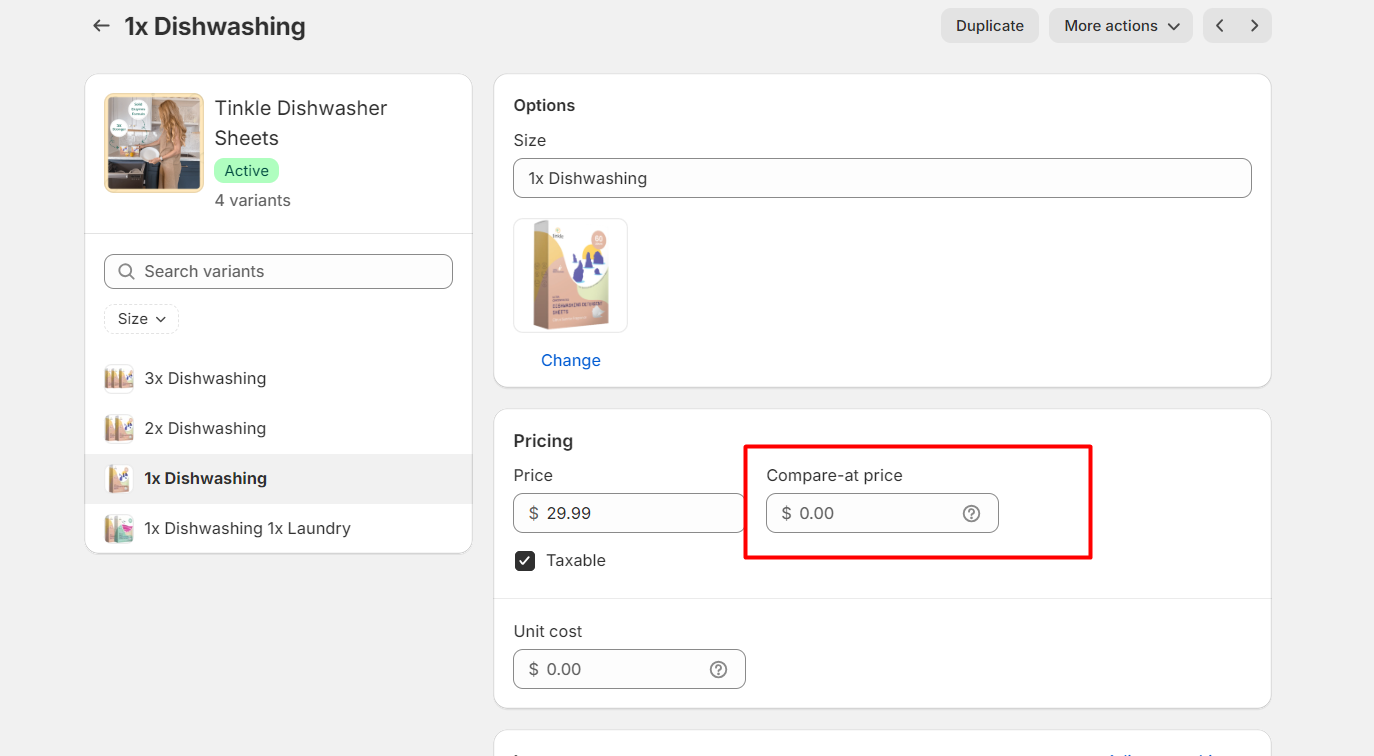 1x Dishwashing
Duplicate
More actions
Tinkle Dishwasher
Sheets
Active
4 variants
Search variants
Size
3x Dishwashing
2x Dishwashing
1x Dishwashing
1x Dishwashing 1x Laundry
Options
Size
1x Dishwashing
Change
Pricing
Price
$ 29.99
Compare-at price
$ 0.00
Taxable
Unit cost
$ 0.00